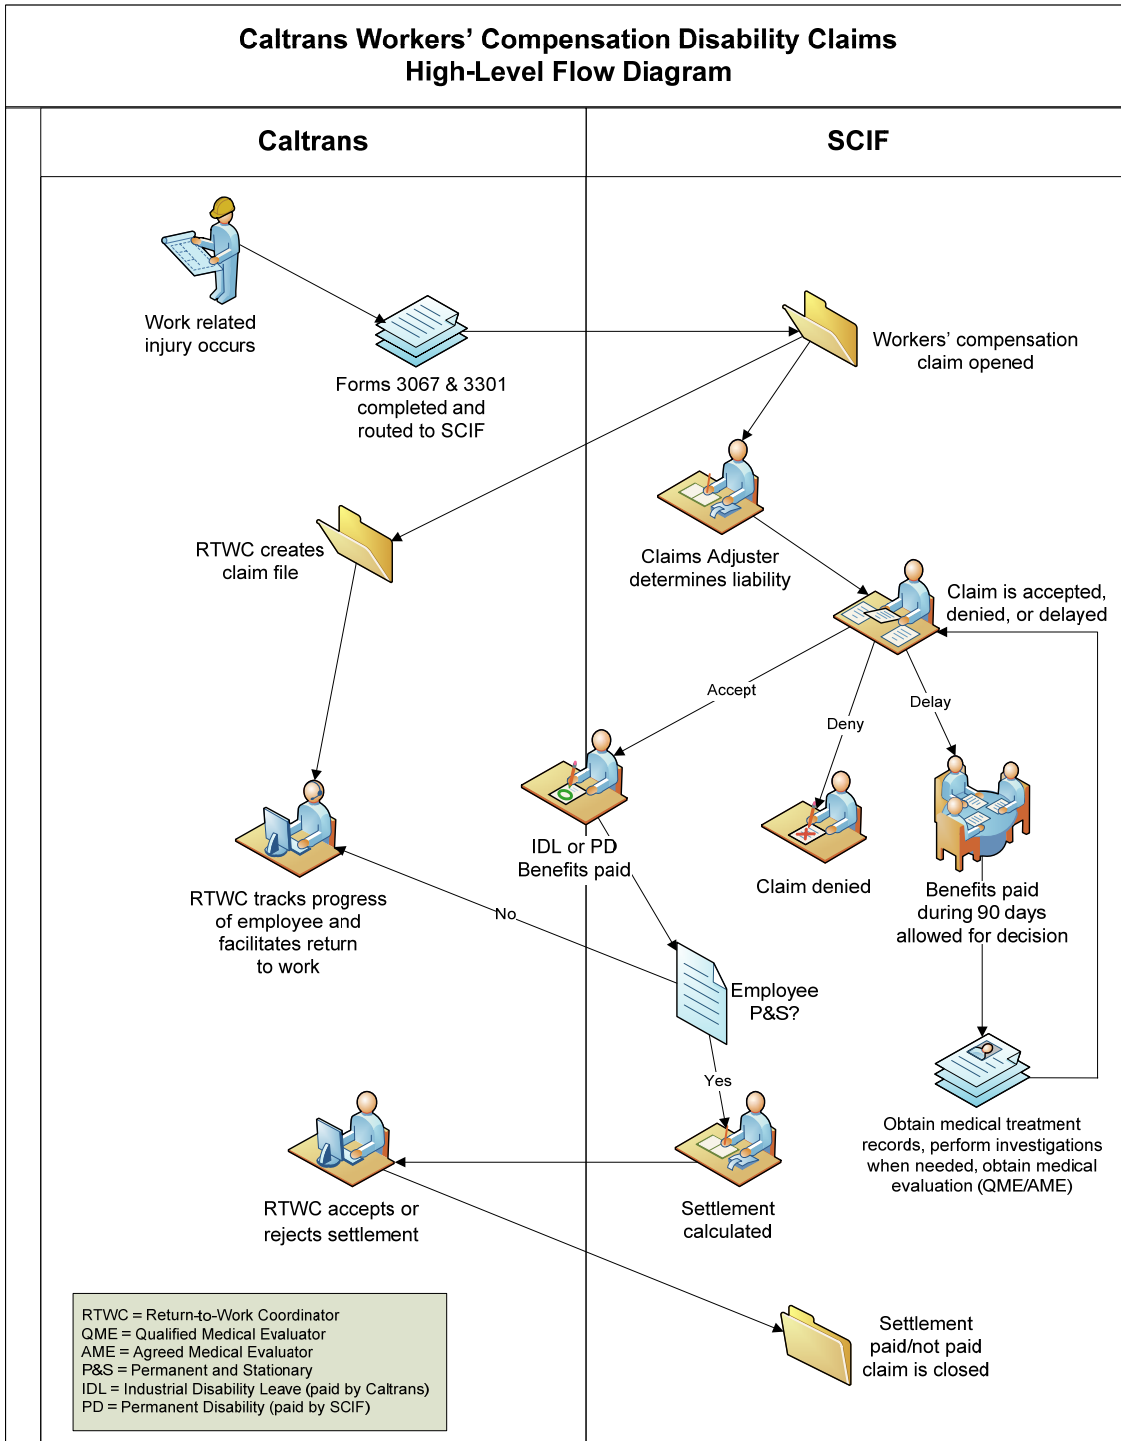 Caltrans Workers' Compensation Disability Claims
High-Level Flow Diagram
Caltrans
SCIF
Work related
injury occurs
Forms 3067 & 3301
completed and
routed to SCIF
Workers' compensation
claim opened
RTWC creates
claim file
Claims Adjuster
determines liability
Claim is accepted,
denied, or delayed
Accept
Deny
Delay
RTWC tracks progress
of employee and
facilitates return
to work
IDL or PD
Benefits paid
Claim denied
Benefits paid
during 90 days
allowed for decision
No
Employee
P&S?
Yes
Obtain medical treatment
records, perform investigations
when needed, obtain medical
evaluation (QME/AME)
RTWC accepts or
rejects settlement
Settlement
calculated
Settlement
paid/not paid
claim is closed
RTWC = Return-to-Work Coordinator
QME = Qualified Medical Evaluator
AME = Agreed Medical Evaluator
P&S = Permanent and Stationary
IDL = Industrial Disability Leave (paid by Caltrans)
PD = Permanent Disability (paid by SCIF)